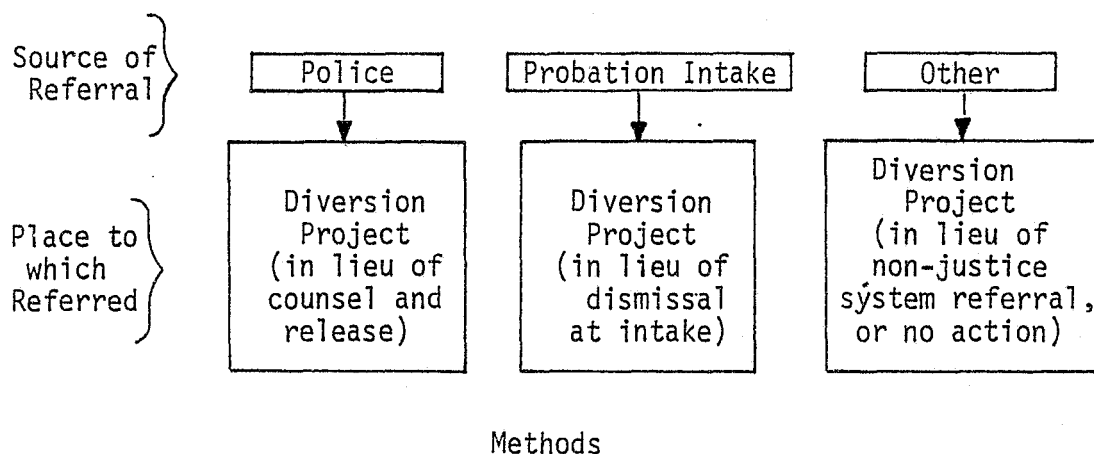 Source of
Referral
Police
Probation Intake
Other
Place to
which
Referred
Diversion
Project
(in lieu of
counsel and
release)
Diversion
Project
(in lieu of
dismissal
at intake)
Diversion
Project
(in lieu of
non-justice
system referral,
or no action)
Methods